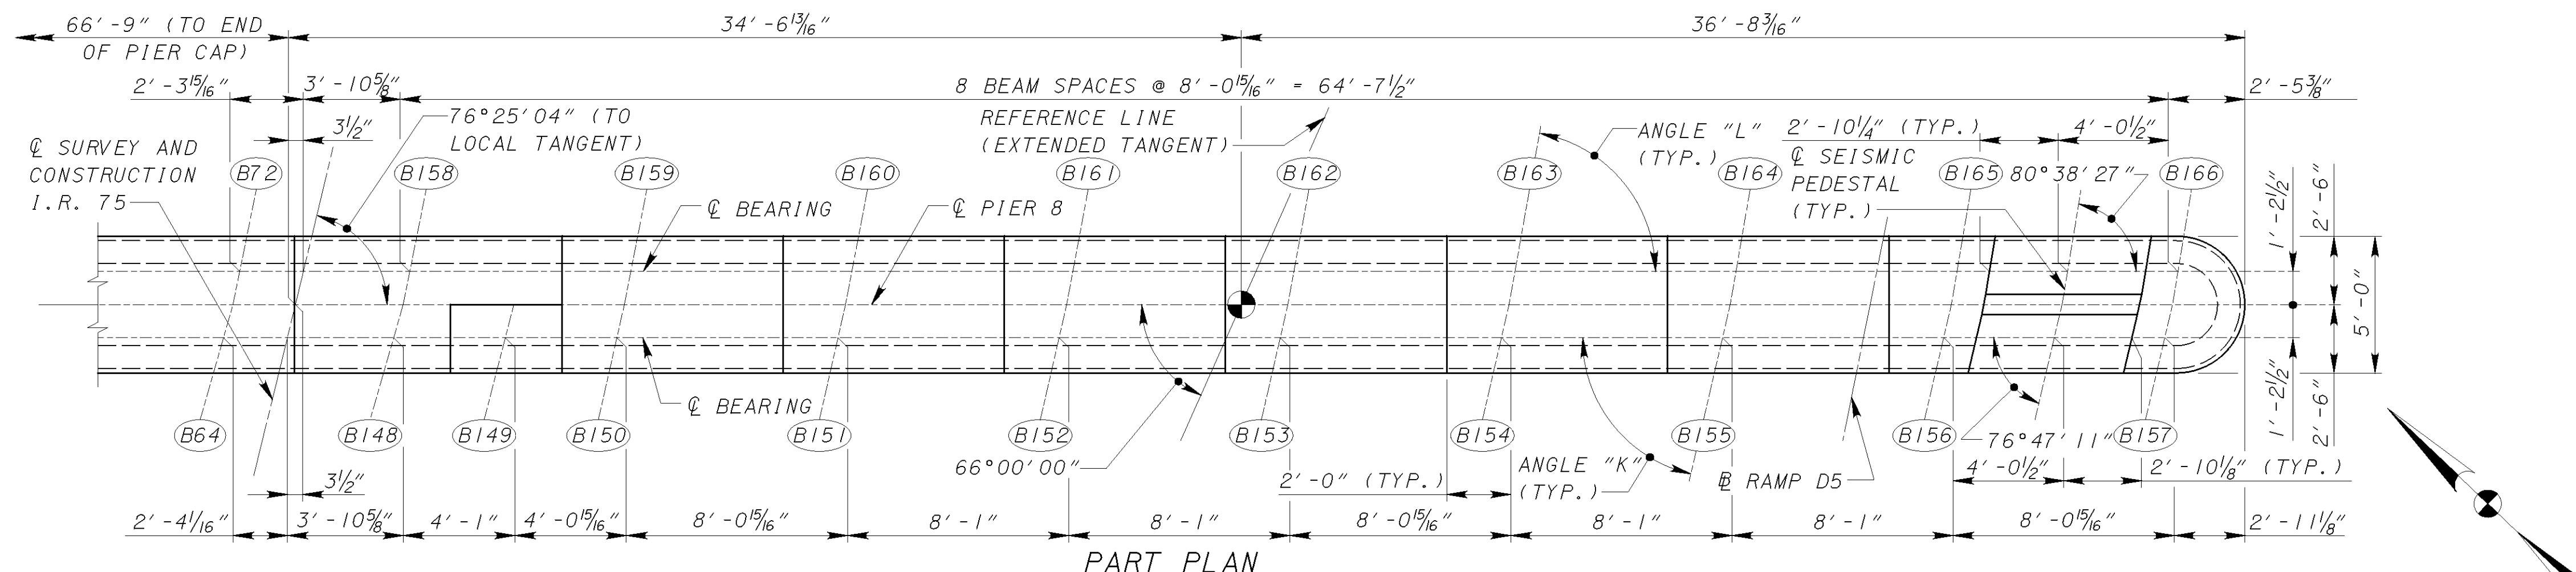 66'-9" (TO END
OF PIER CAP)
34'-6 13/16"
36'-8 3/16"
2'-3 15/16"
3'-10 5/8"
8 BEAM SPACES @ 8'-0 15/16" = 64'-7 1/2"
2'-5 3/8"
3 1/2"
76°25'04" (TO
LOCAL TANGENT)
REFERENCE LINE
(EXTENDED TANGENT)
ANGLE "L"
(TYP.)
2'-10 1/4" (TYP.)
4'-0 1/2"
℄ SURVEY AND
CONSTRUCTION
I.R. 75
℄ SEISMIC
PEDESTAL
(TYP.)
80°38'27"
B72
B158
B159
B160
B161
B162
B163
B164
B165
B166
℄ BEARING
℄ PIER 8
1'-2 1/2"
2'-6"
5'-0"
1'-2 1/2"
2'-6"
℄ BEARING
B64
B148
B149
B150
B151
B152
B153
B154
B155
B156
B157
66°00'00"
76°47'11"
ANGLE "K"
(TYP.)
2'-0" (TYP.)
B RAMP D5
4'-0 1/2"
2'-10 1/8" (TYP.)
3 1/2"
2'-4 1/16"
3'-10 5/8"
4'-1"
4'-0 15/16"
8'-0 15/16"
8'-1"
8'-1"
8'-0 15/16"
8'-1"
8'-1"
8'-0 15/16"
2'-11 1/8"
PART PLAN